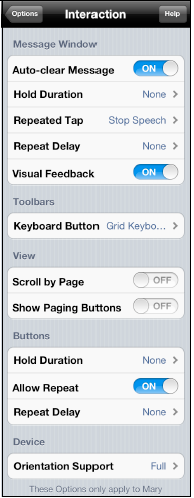 Options Interaction Help
Message Window
Auto-clear Message ON
Hold Duration None
Repeated Tap Stop Speech
Repeat Delay None
Visual Feedback ON
Toolbars
Keyboard Button Grid Keybo...
View
Scroll by Page OFF
Show Paging Buttons OFF
Buttons
Hold Duration None
Allow Repeat ON
Repeat Delay None
Device
Orientation Support Full
These Options only apply to Mary